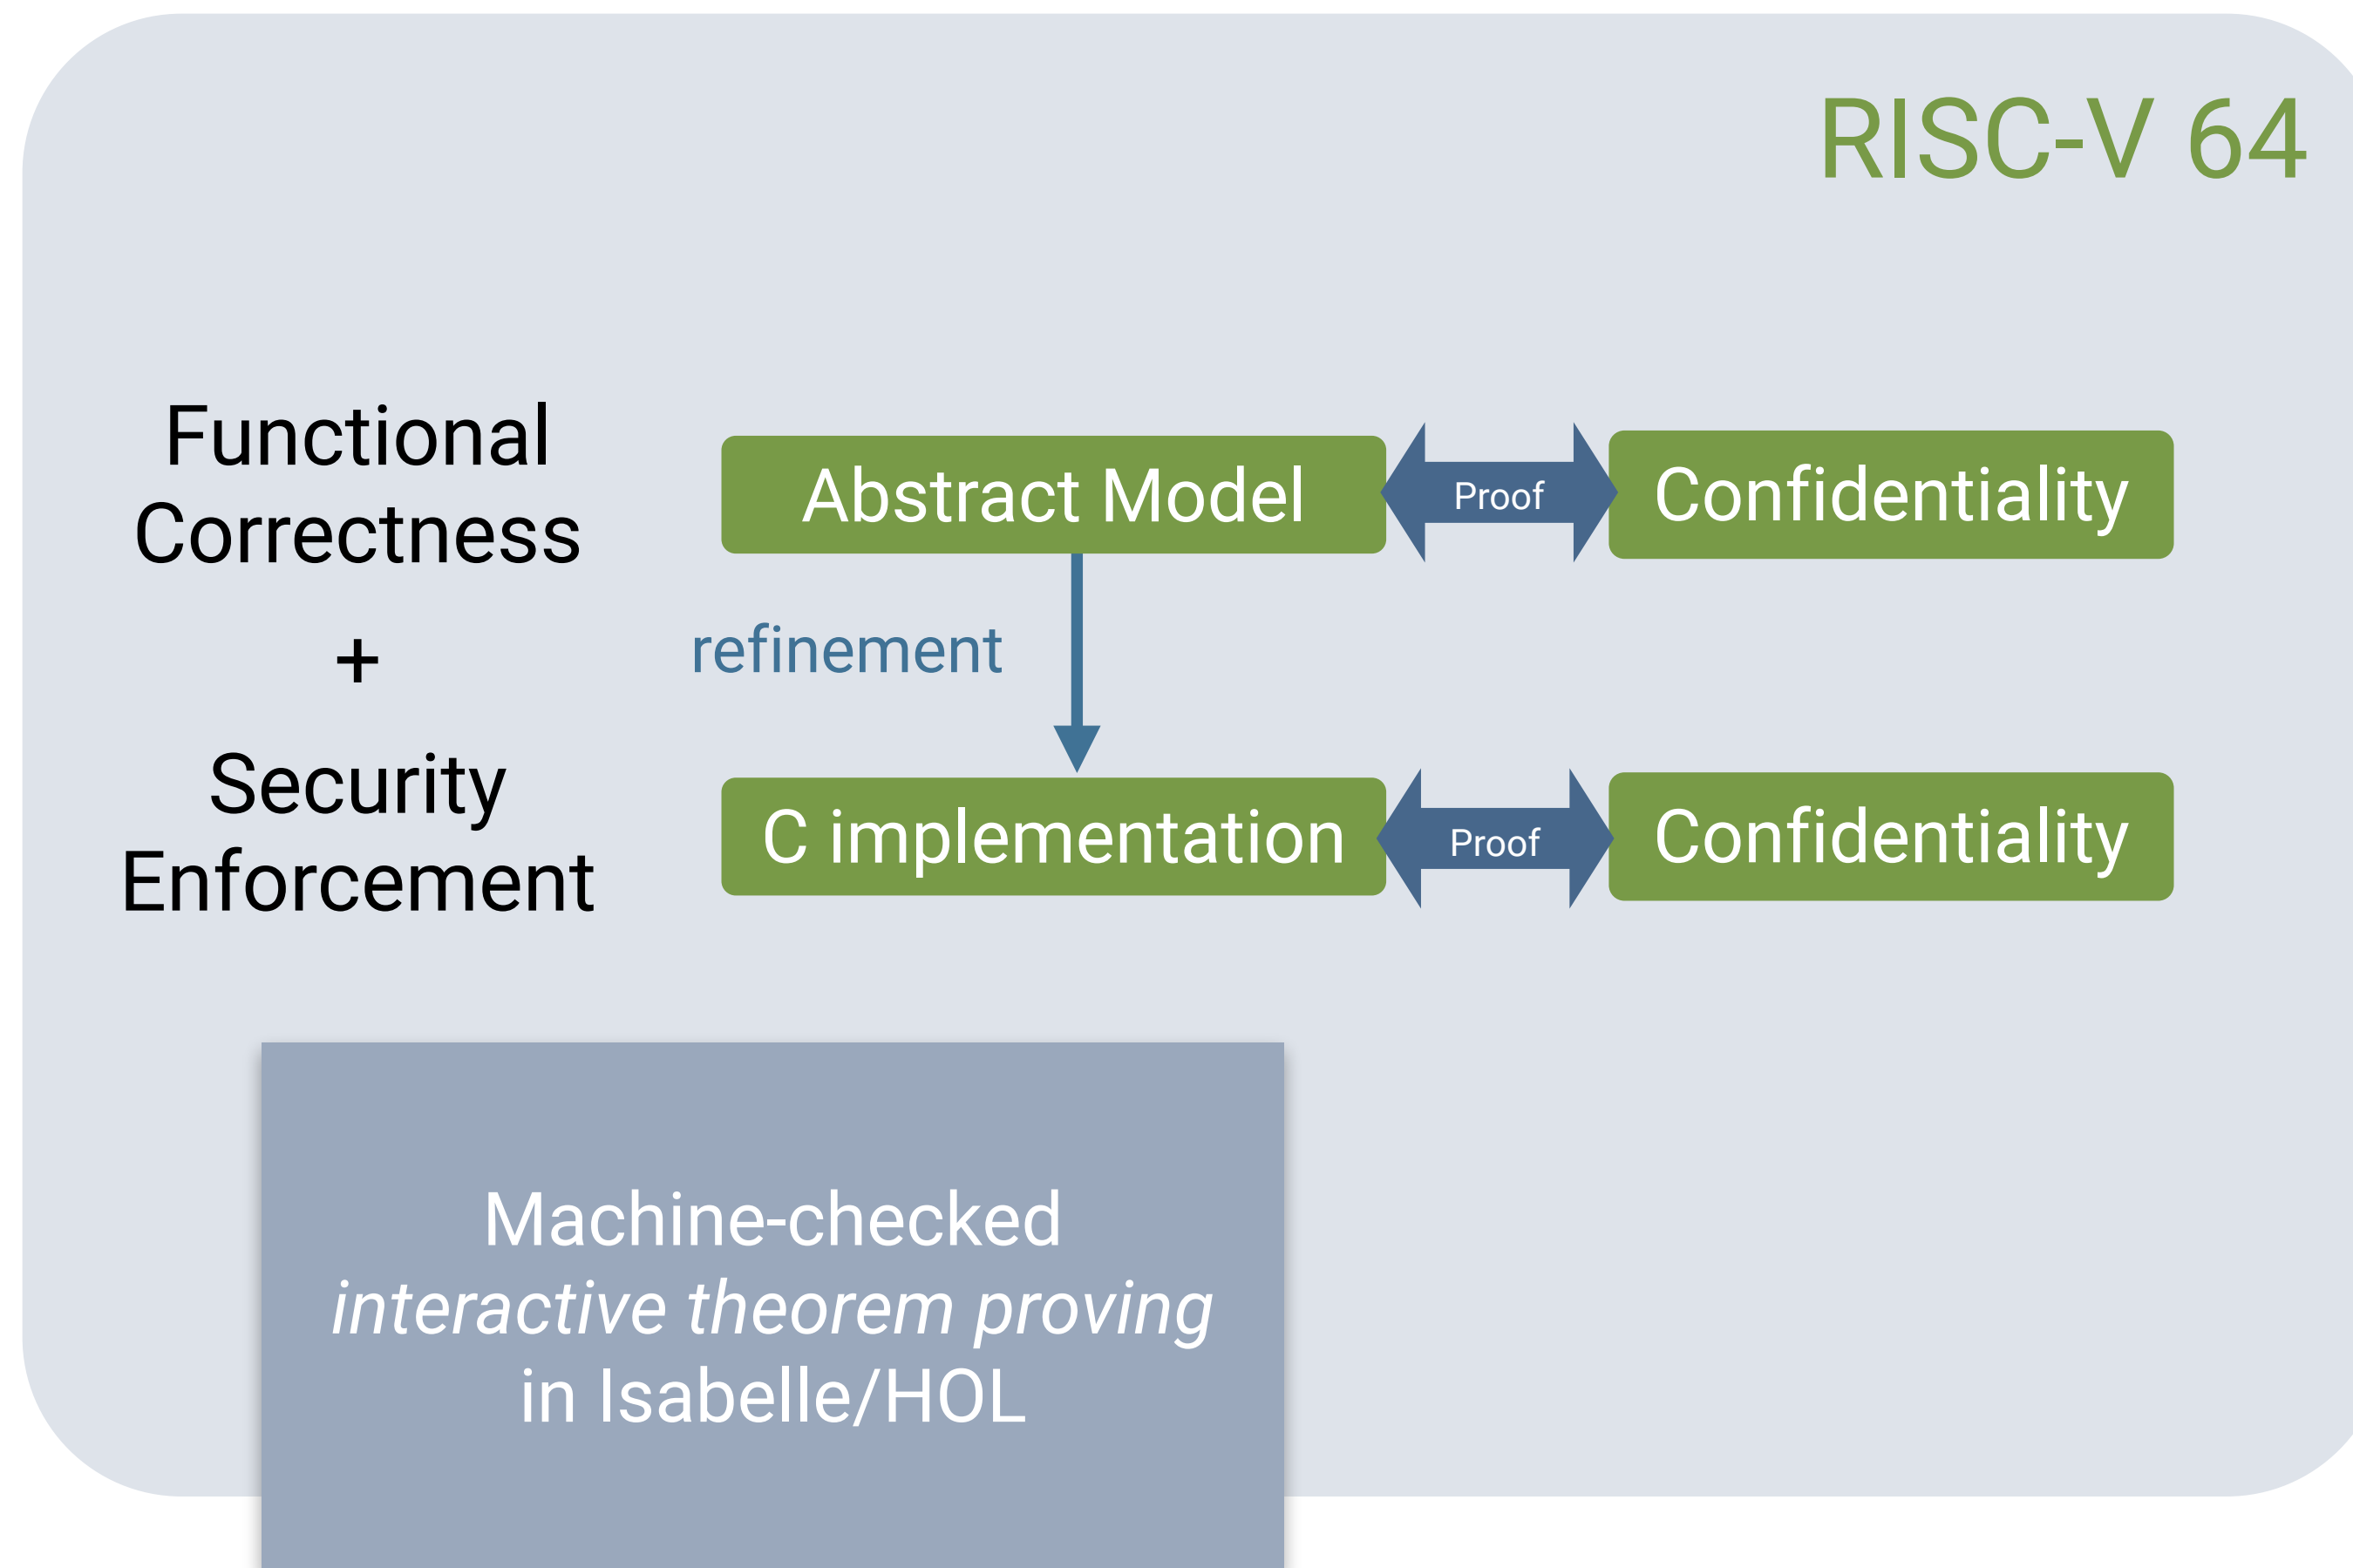 RISC-V 64
Functional
Correctness
+
Security
Enforcement
Abstract Model
Proof
Confidentiality
refinement
C implementation
Proof
Confidentiality
Machine-checked
interactive theorem proving
in Isabelle/HOL